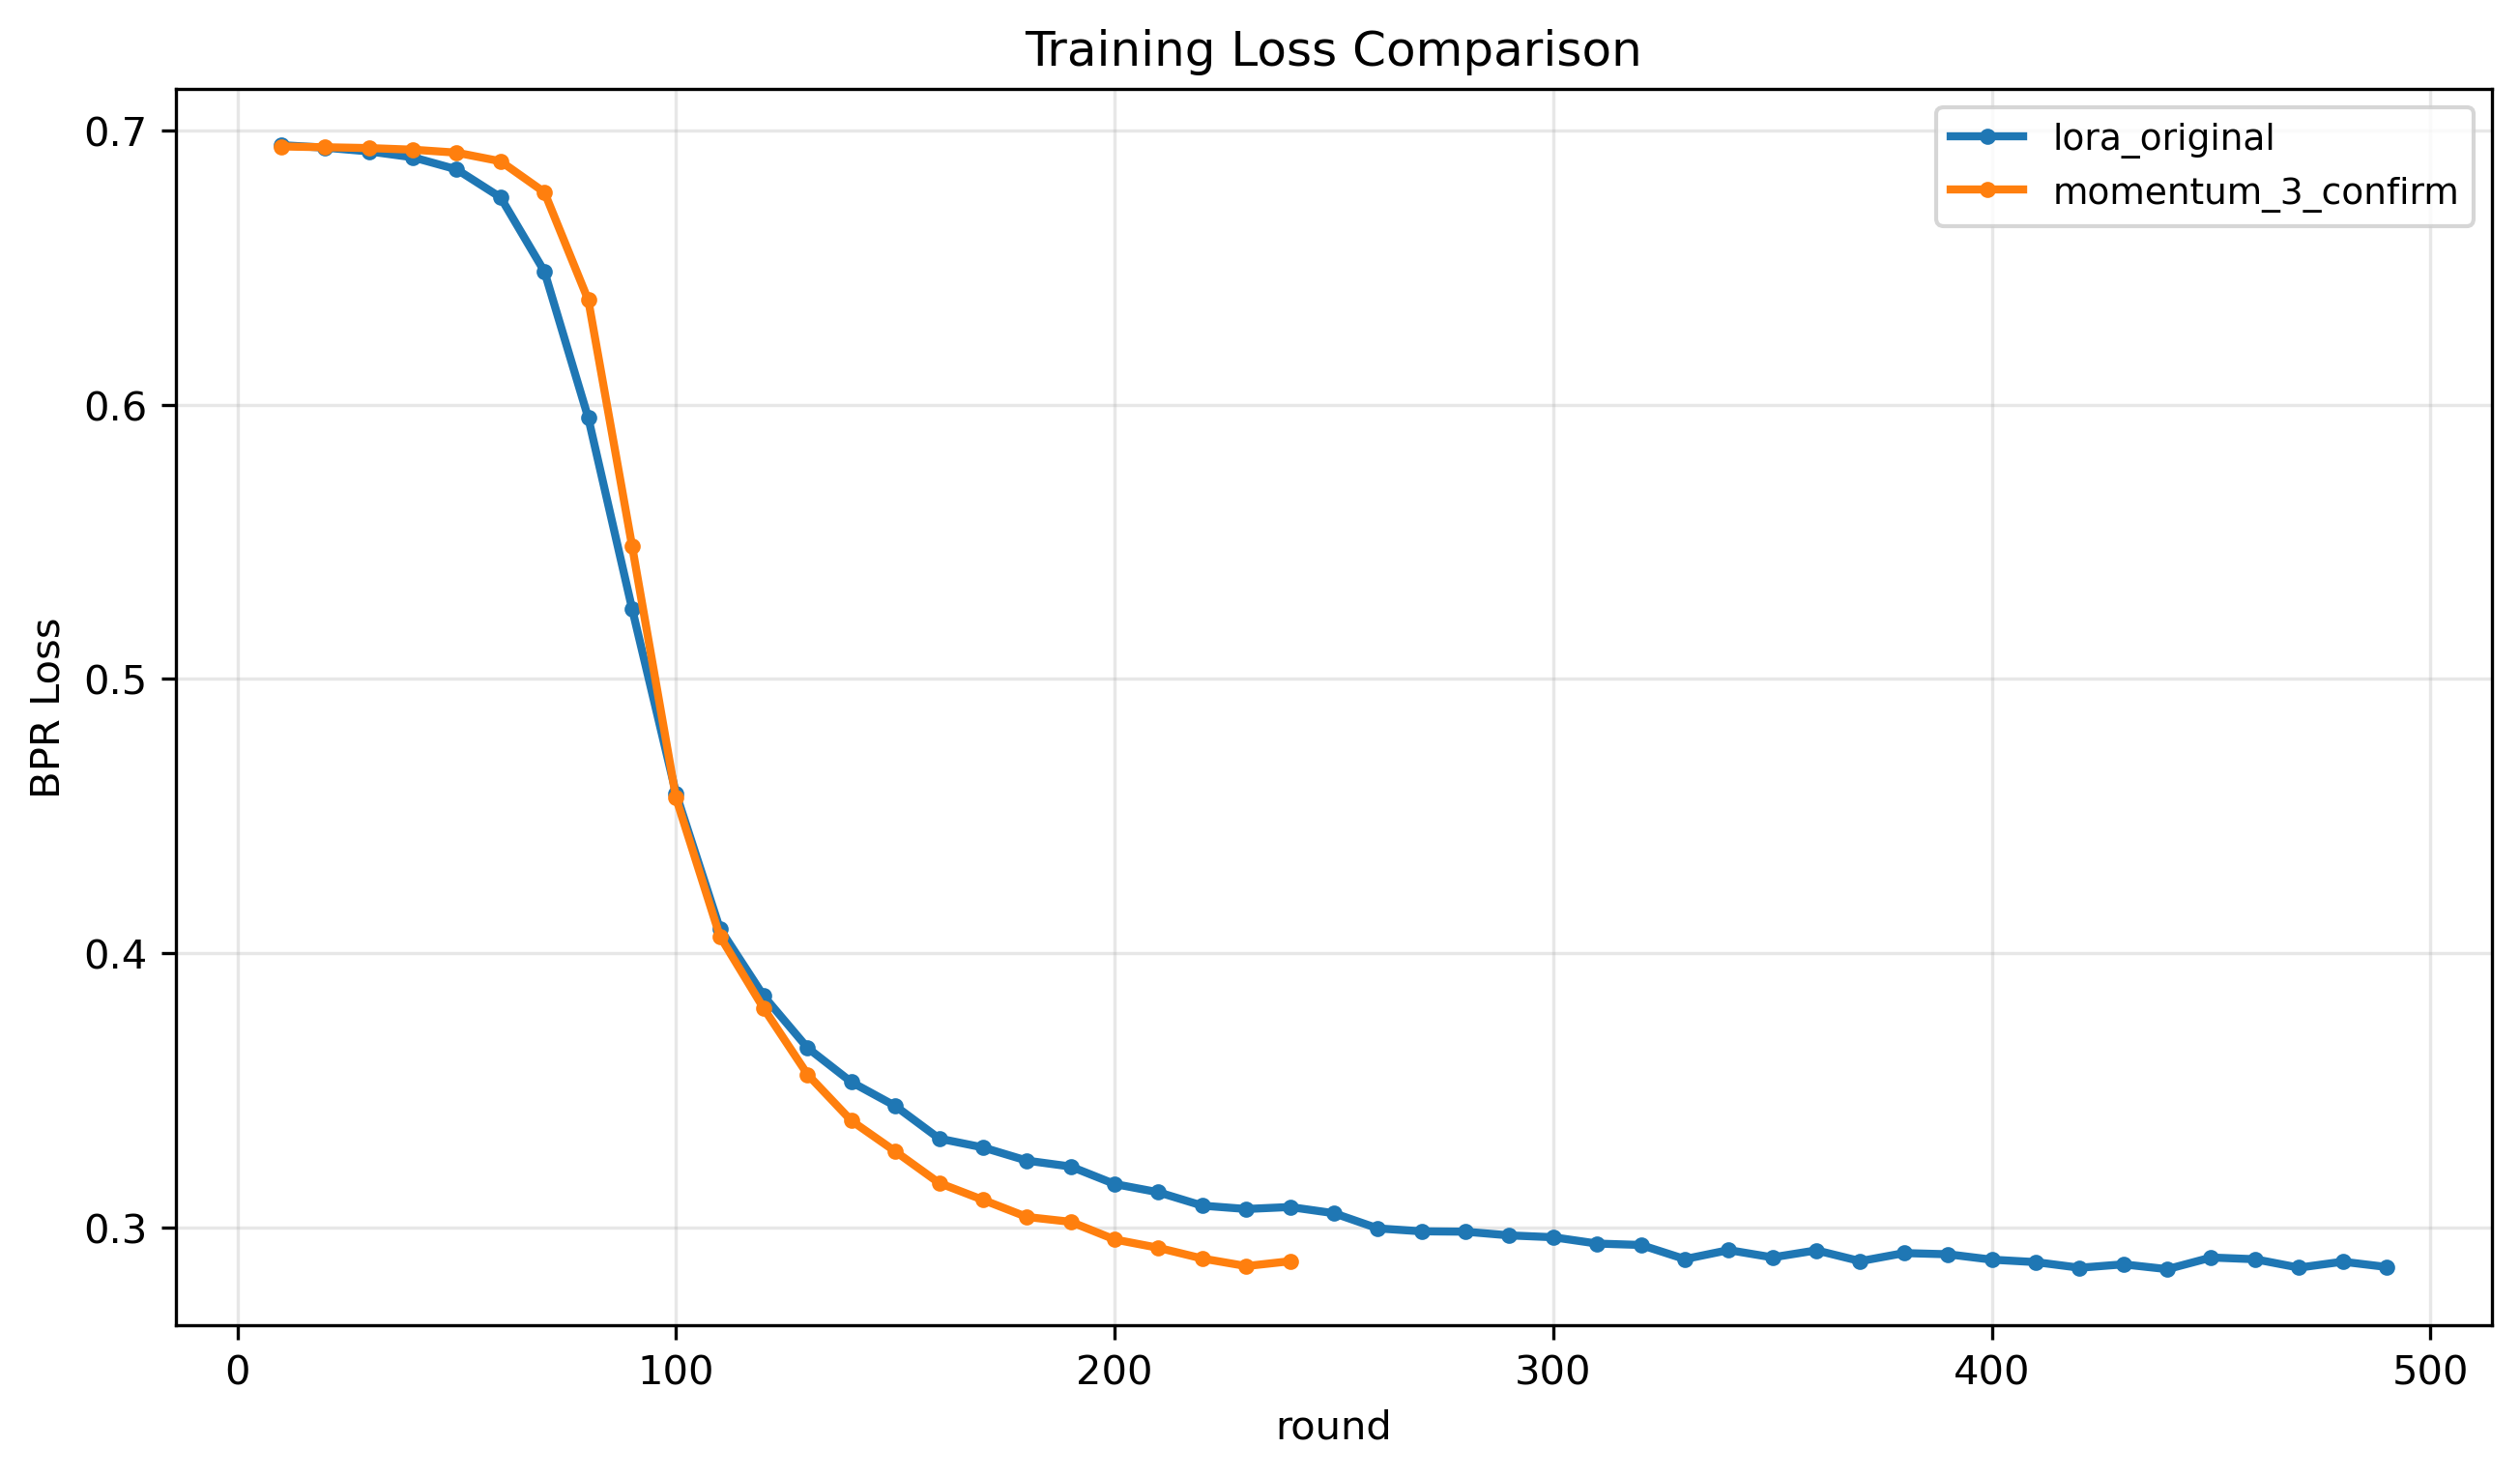 Training Loss Comparison
lora_original
momentum_3_confirm
BPR Loss
0.7
0.6
0.5
0.4
0.3
0 100 200 300 400 500
round